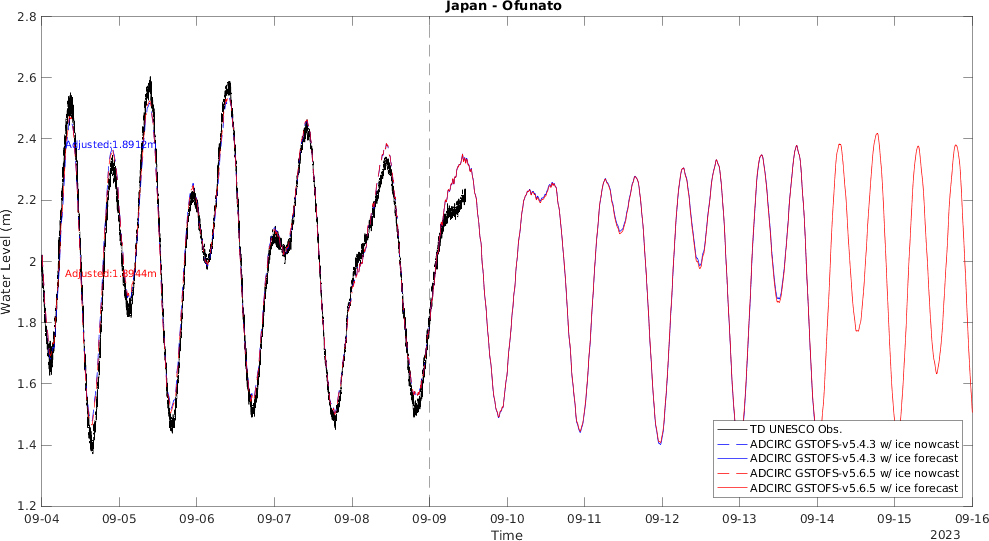 Japan - Ofunato
2.8
2.6
2.4
2.2
2
1.8
1.6
1.4
1.2
Water Level (m)
Adjusted:1.8912m
Adjusted:1.8944m
TD UNESCO Obs.
ADCIRC GSTOFS-v5.4.3 w/ ice nowcast
ADCIRC GSTOFS-v5.4.3 w/ ice forecast
ADCIRC GSTOFS-v5.6.5 w/ ice nowcast
ADCIRC GSTOFS-v5.6.5 w/ ice forecast
09-04 09-05 09-06 09-07 09-08 09-09 09-10 09-11 09-12 09-13 09-14 09-15 09-16
Time
2023